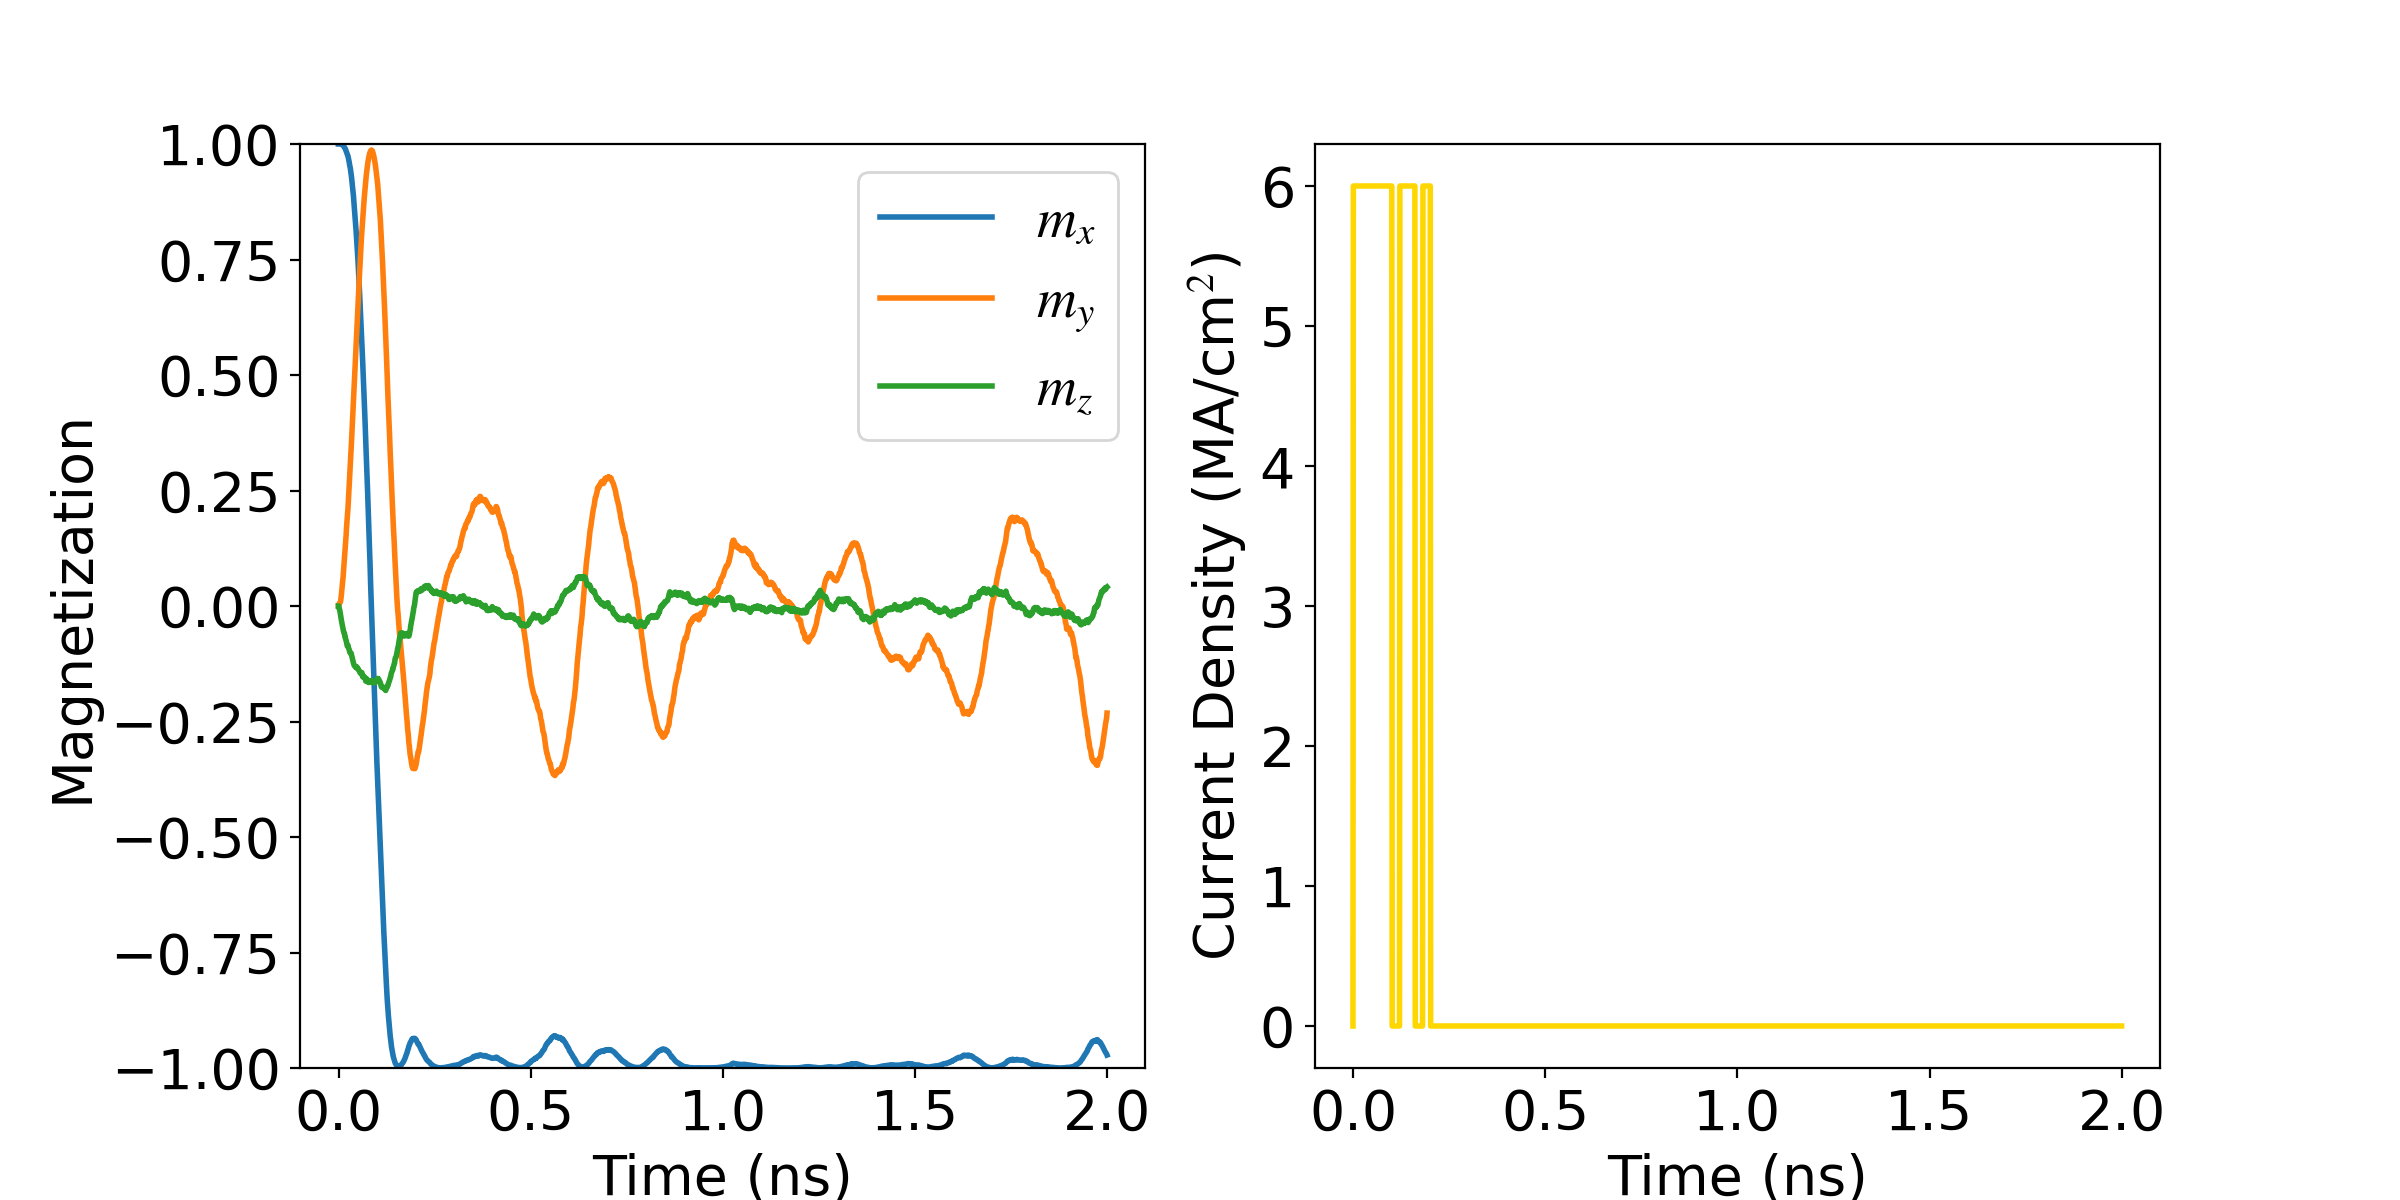 Magnetization
1.00
0.75
0.50
0.25
0.00
−0.25
−0.50
−0.75
−1.00
0.0 0.5 1.0 1.5 2.0
Time (ns)
m_x
m_y
m_z
Current Density (MA/cm²)
6
5
4
3
2
1
0
0.0 0.5 1.0 1.5 2.0
Time (ns)